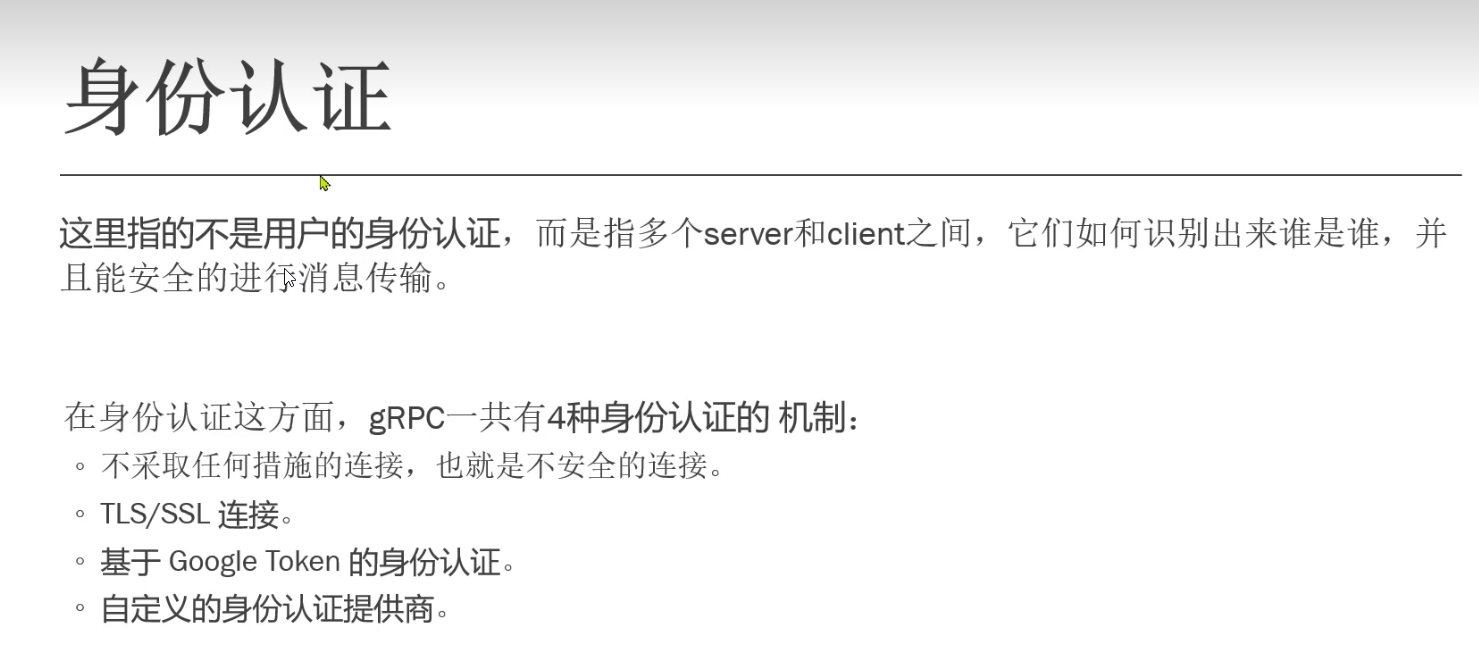 身份认证
这里指的不是用户的身份认证，而是指多个server和client之间，它们如何识别出来谁是谁，并
且能安全的进行消息传输。
在身份认证这方面，gRPC一共有4种身份认证的 机制：
◦ 不采取任何措施的连接，也就是不安全的连接。
◦ TLS/SSL 连接。
◦ 基于 Google Token 的身份认证。
◦ 自定义的身份认证提供商。